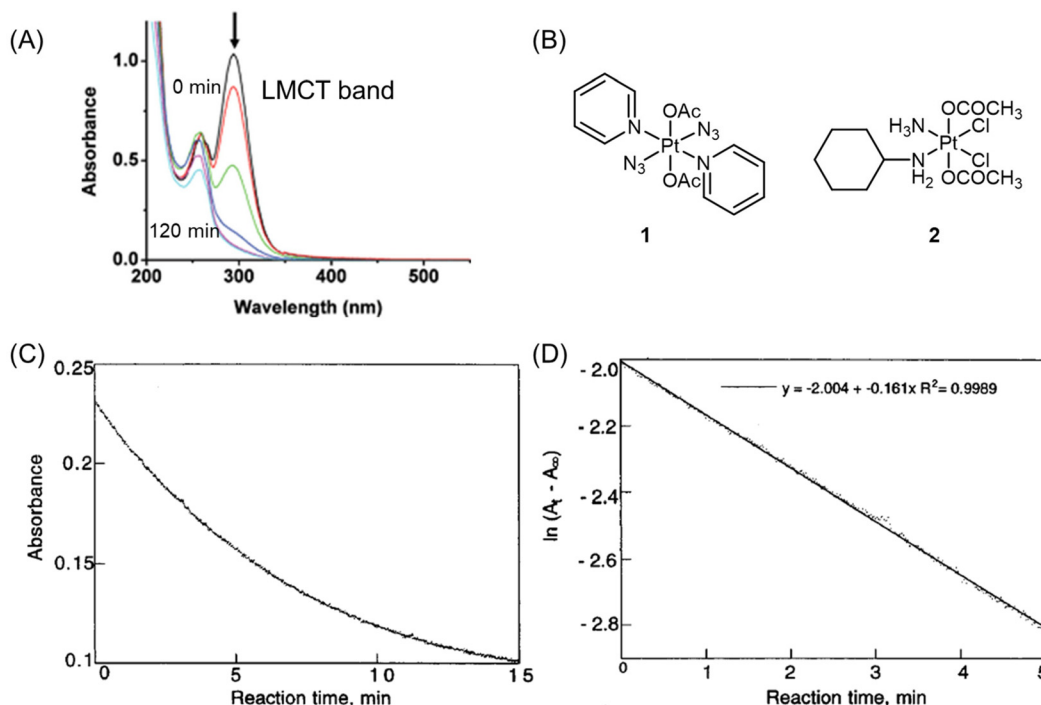 (A)
1.0
0.5
0.0
Absorbance
0 min
LMCT band
120 min
200 300 400 500
Wavelength (nm)
(B)
OAc
N
N3
Pt
N3
N
OAc
1
OCOCH3
H3N
Cl
Pt
Cl
N
H2
OCOCH3
2
(C)
0.25
0.2
0.15
0.1
Absorbance
0 5 10 15
Reaction time, min
(D)
- 2.0
- 2.2
- 2.4
- 2.6
- 2.8
ln (At - A∞)
y = -2.004 + -0.161x R2= 0.9989
0 1 2 3 4 5
Reaction time, min